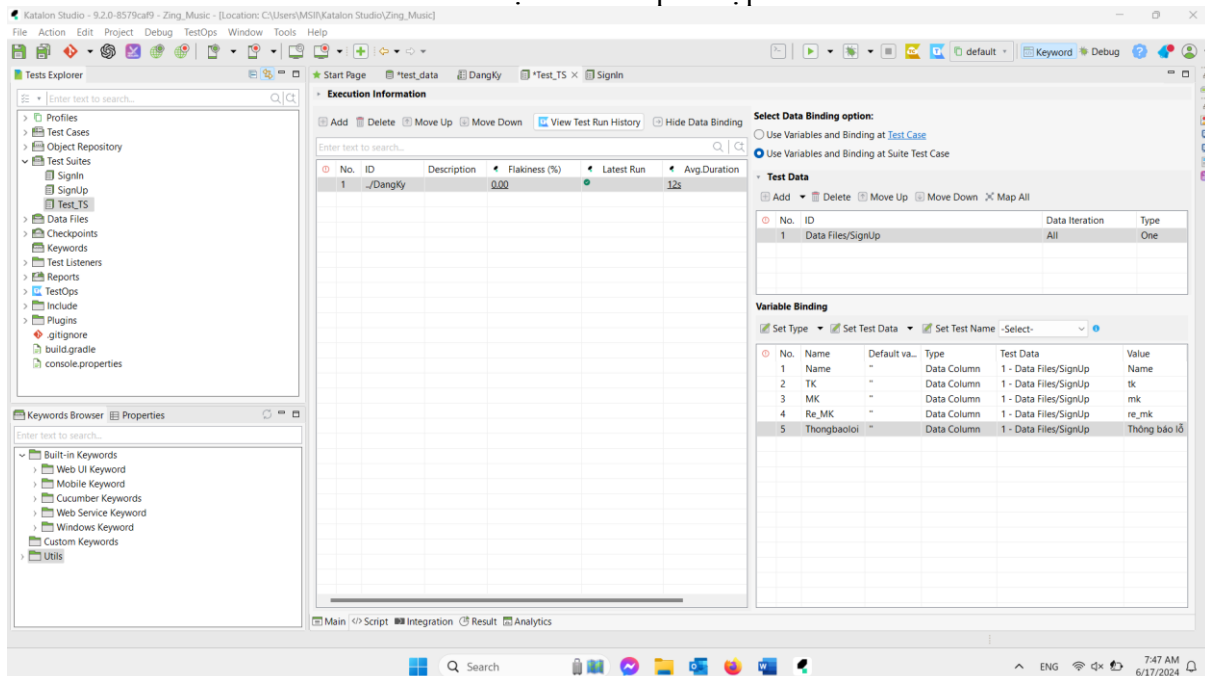 Katalon Studio - 9.2.0-8579caf9 - Zing_Music - [Location: C:\Users\MSII\Katalon Studio\Zing_Music]
File Action Edit Project Debug TestOps Window Tools Help
default Keyword Debug
Tests Explorer
Enter text to search...
Profiles
Test Cases
Object Repository
Test Suites
SignIn
SignUp
Test_TS
Data Files
Checkpoints
Keywords
Test Listeners
Reports
TestOps
Include
Plugins
.gitignore
build.gradle
console.properties
Keywords Browser Properties
Enter text to search...
Built-in Keywords
Web UI Keyword
Mobile Keyword
Cucumber Keywords
Web Service Keyword
Windows Keyword
Custom Keywords
Utils
Start Page *test_data DangKy *Test_TS SignIn
Execution Information
Add Delete Move Up Move Down View Test Run History Hide Data Binding
Enter text to search...
No. ID Description Flakiness (%) Latest Run Avg.Duration
1 ../DangKy 0.00 12s
Main Script Integration Result Analytics
Select Data Binding option:
Use Variables and Binding at Test Case
Use Variables and Binding at Suite Test Case
Test Data
Add Delete Move Up Move Down Map All
No. ID Data Iteration Type
1 Data Files/SignUp All One
Variable Binding
Set Type Set Test Data Set Test Name -Select-
No. Name Default va... Type Test Data Value
1 Name '' Data Column 1 - Data Files/SignUp Name
2 TK '' Data Column 1 - Data Files/SignUp tk
3 MK '' Data Column 1 - Data Files/SignUp mk
4 Re_MK '' Data Column 1 - Data Files/SignUp re_mk
5 Thongbaoloi '' Data Column 1 - Data Files/SignUp Thông báo lỗ
Search
ENG
7:47 AM
6/17/2024